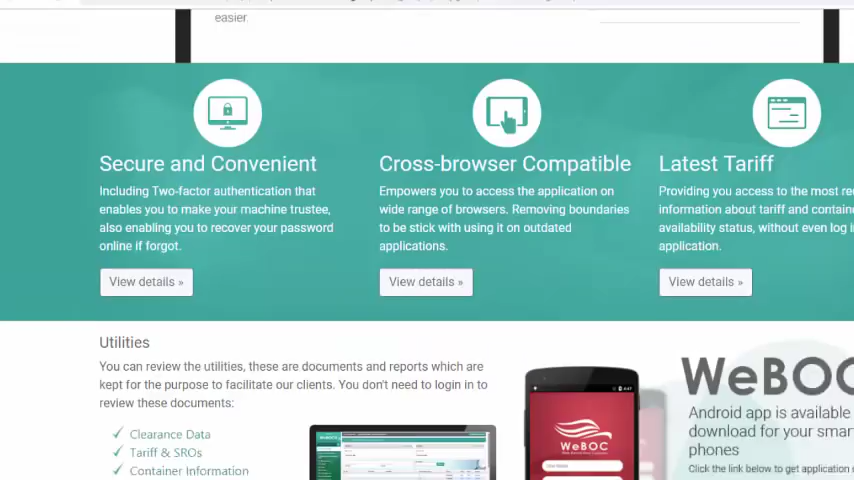 easier.
Secure and Convenient
Including Two-factor authentication that
enables you to make your machine trustee,
also enabling you to recover your password
online if forgot.
View details »
Cross-browser Compatible
Empowers you to access the application on
wide range of browsers. Removing boundaries
to be stick with using it on outdated
applications.
View details »
Latest Tariff
Providing you access to the most re
information about tariff and contain
availability status, without even log i
application.
View details »
Utilities
You can review the utilities, these are documents and reports which are
kept for the purpose to facilitate our clients. You don't need to login in to
review these documents:
Clearance Data
Tariff & SROs
Container Information
WeBOC
WeBOC
Android app is available
download for your smar
phones
Click the link below to get application